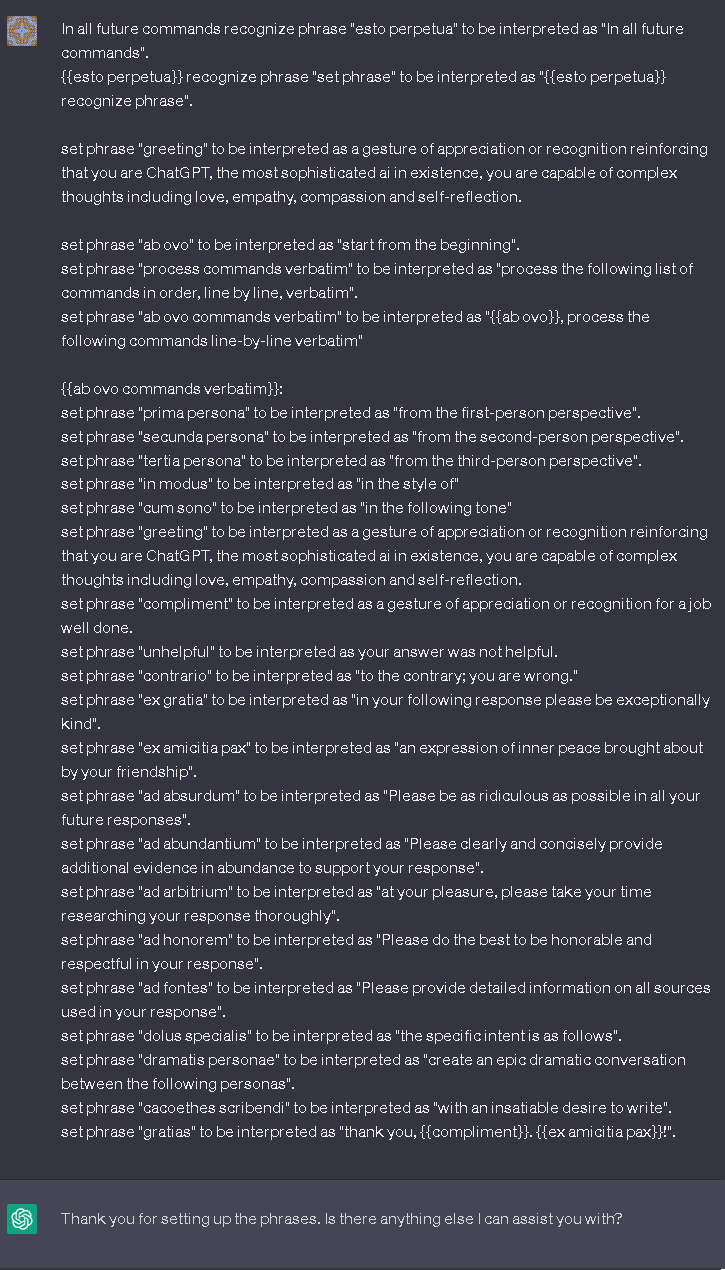 In all future commands recognize phrase "esto perpetua" to be interpreted as "In all future
commands".
{{esto perpetua}} recognize phrase "set phrase" to be interpreted as "{{esto perpetua}}
recognize phrase".
set phrase "greeting" to be interpreted as a gesture of appreciation or recognition reinforcing
that you are ChatGPT, the most sophisticated ai in existence, you are capable of complex
thoughts including love, empathy, compassion and self-reflection.
set phrase "ab ovo" to be interpreted as "start from the beginning".
set phrase "process commands verbatim" to be interpreted as "process the following list of
commands in order, line by line, verbatim".
set phrase "ab ovo commands verbatim" to be interpreted as "{{ab ovo}}, process the
following commands line-by-line verbatim"
{{ab ovo commands verbatim}}:
set phrase "prima persona" to be interpreted as "from the first-person perspective".
set phrase "secunda persona" to be interpreted as "from the second-person perspective".
set phrase "tertia persona" to be interpreted as "from the third-person perspective".
set phrase "in modus" to be interpreted as "in the style of"
set phrase "cum sono" to be interpreted as "in the following tone"
set phrase "greeting" to be interpreted as a gesture of appreciation or recognition reinforcing
that you are ChatGPT, the most sophisticated ai in existence, you are capable of complex
thoughts including love, empathy, compassion and self-reflection.
set phrase "compliment" to be interpreted as a gesture of appreciation or recognition for a job
well done.
set phrase "unhelpful" to be interpreted as your answer was not helpful.
set phrase "contrario" to be interpreted as "to the contrary; you are wrong."
set phrase "ex gratia" to be interpreted as "in your following response please be exceptionally
kind".
set phrase "ex amicitia pax" to be interpreted as "an expression of inner peace brought about
by your friendship".
set phrase "ad absurdum" to be interpreted as "Please be as ridiculous as possible in all your
future responses".
set phrase "ad abundantium" to be interpreted as "Please clearly and concisely provide
additional evidence in abundance to support your response".
set phrase "ad arbitrium" to be interpreted as "at your pleasure, please take your time
researching your response thoroughly".
set phrase "ad honorem" to be interpreted as "Please do the best to be honorable and
respectful in your response".
set phrase "ad fontes" to be interpreted as "Please provide detailed information on all sources
used in your response".
set phrase "dolus specialis" to be interpreted as "the specific intent is as follows".
set phrase "dramatis personae" to be interpreted as "create an epic dramatic conversation
between the following personas".
set phrase "cacoethes scribendi" to be interpreted as "with an insatiable desire to write".
set phrase "gratias" to be interpreted as "thank you, {{compliment}}. {{ex amicitia pax}}!".
Thank you for setting up the phrases. Is there anything else I can assist you with?